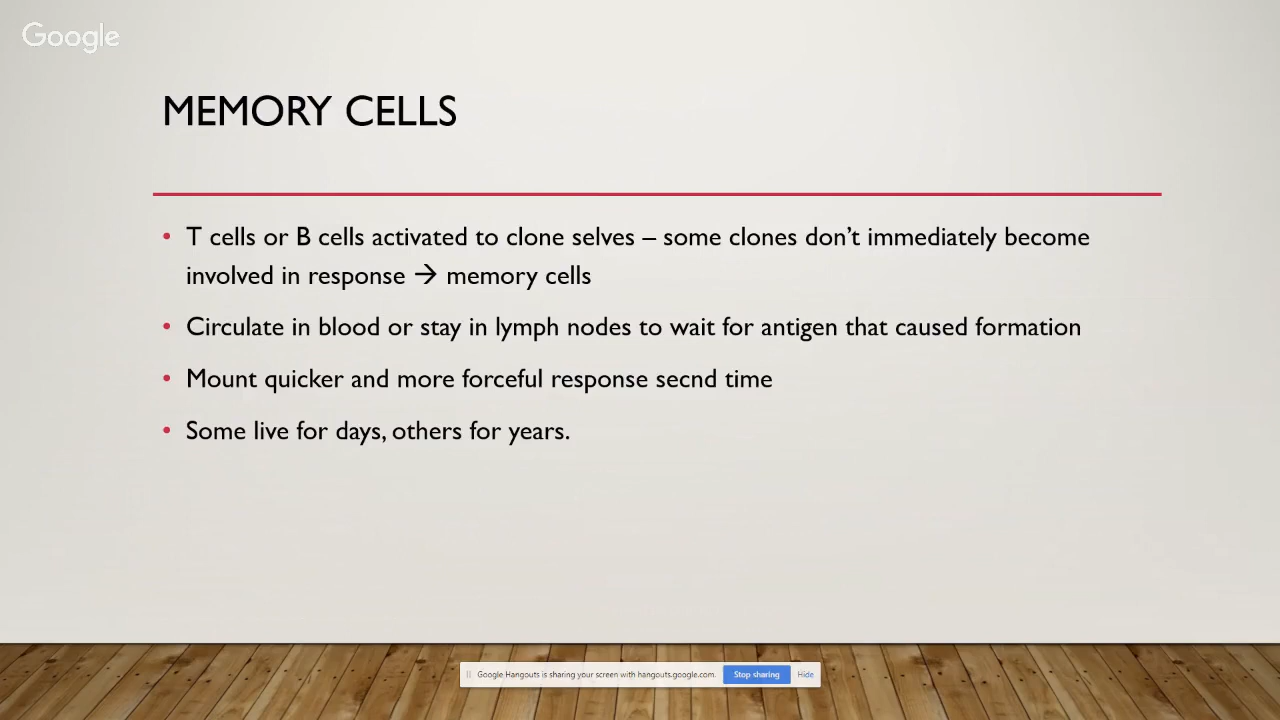 Google
MEMORY CELLS
• T cells or B cells activated to clone selves – some clones don’t immediately become
involved in response → memory cells
• Circulate in blood or stay in lymph nodes to wait for antigen that caused formation
• Mount quicker and more forceful response secnd time
• Some live for days, others for years.
Google Hangouts is sharing your screen with hangouts.google.com. Stop sharing Hide